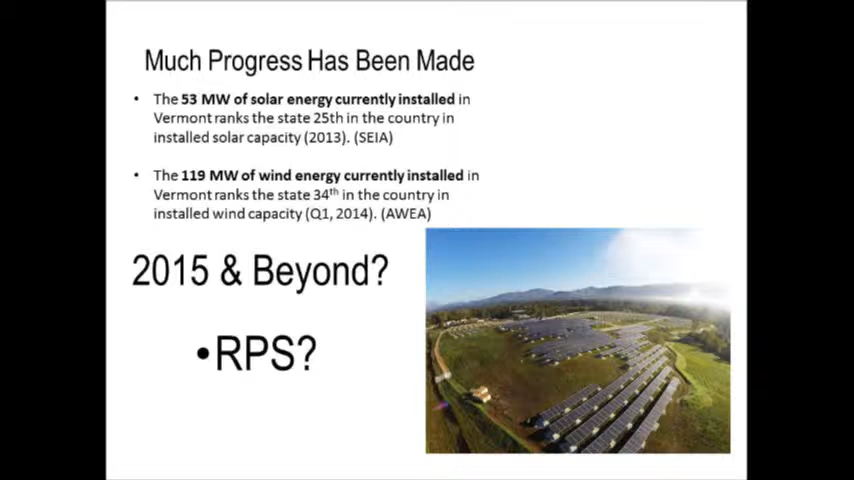 Much Progress Has Been Made
• The 53 MW of solar energy currently installed in
Vermont ranks the state 25th in the country in
installed solar capacity (2013). (SEIA)
• The 119 MW of wind energy currently installed in
Vermont ranks the state 34th in the country in
installed wind capacity (Q1, 2014). (AWEA)
2015 & Beyond?
•RPS?